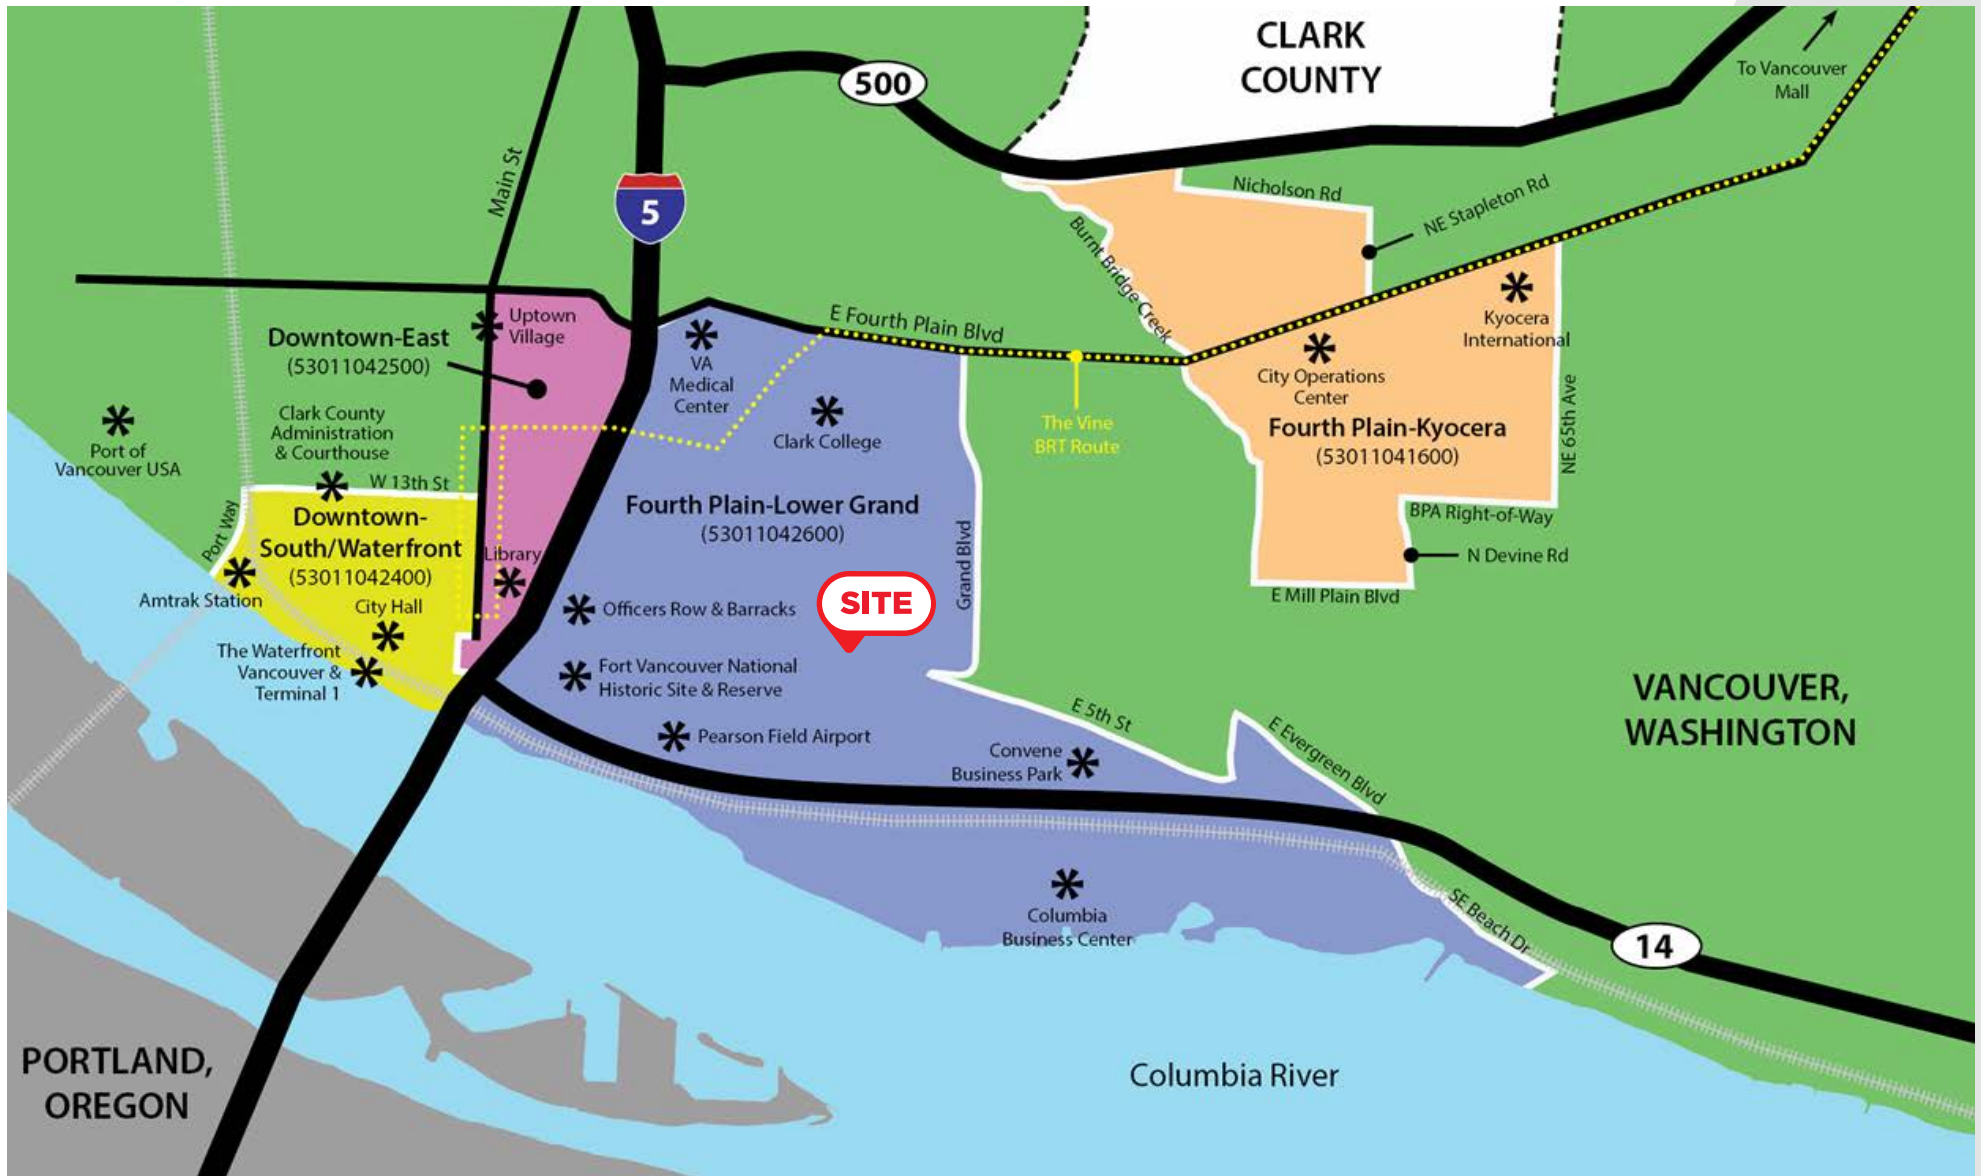 CLARK
COUNTY
500
To Vancouver
Mall
Main St
5
Nicholson Rd
NE Stapleton Rd
Burnt Bridge Creek
Uptown
Village
Downtown-East
(53011042500)
E Fourth Plain Blvd
VA
Medical
Center
Kyocera
International
City Operations
Center
Clark County
Administration
& Courthouse
Port of
Vancouver USA
Clark College
The Vine
BRT Route
Fourth Plain-Kyocera
(53011041600)
NE 65th Ave
W 13th St
Port Way
Downtown-
South/Waterfront
(53011042400)
Fourth Plain-Lower Grand
(53011042600)
BPA Right-of-Way
N Devine Rd
E Mill Plain Blvd
Library
Grand Blvd
Amtrak Station
City Hall
Officers Row & Barracks
SITE
The Waterfront
Vancouver &
Terminal 1
Fort Vancouver National
Historic Site & Reserve
Pearson Field Airport
E 5th St
Convene
Business Park
E Evergreen Blvd
VANCOUVER,
WASHINGTON
Columbia
Business Center
SE Beach Dr
14
PORTLAND,
OREGON
Columbia River